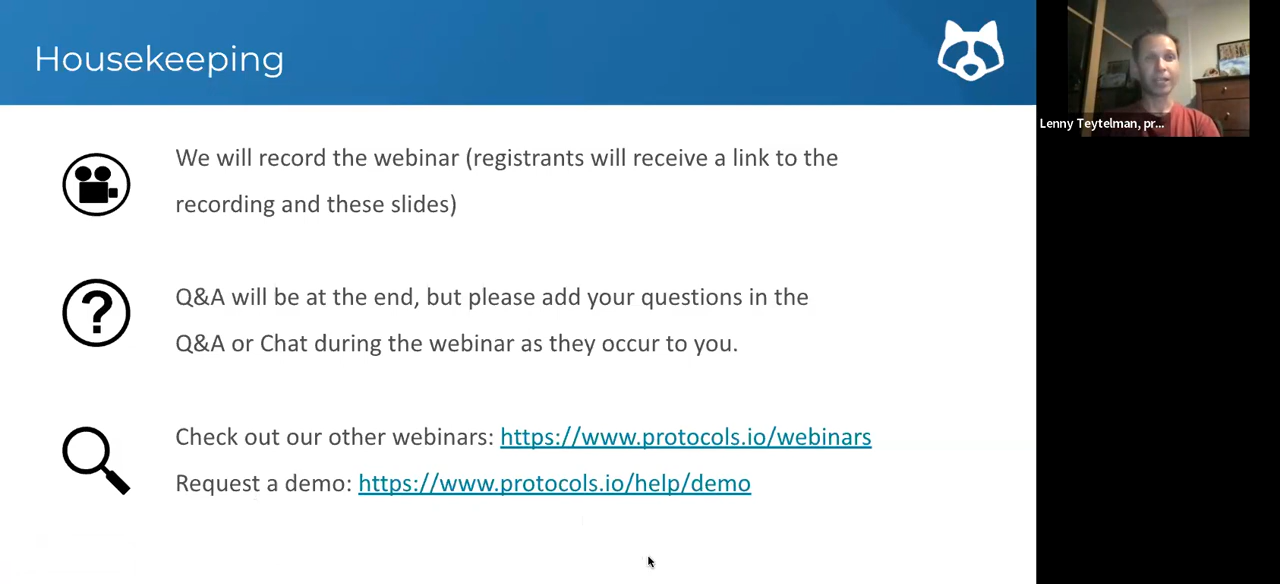 Housekeeping
We will record the webinar (registrants will receive a link to the
recording and these slides)
Q&A will be at the end, but please add your questions in the
Q&A or Chat during the webinar as they occur to you.
Check out our other webinars: https://www.protocols.io/webinars
Request a demo: https://www.protocols.io/help/demo
Lenny Teytelman, pr...